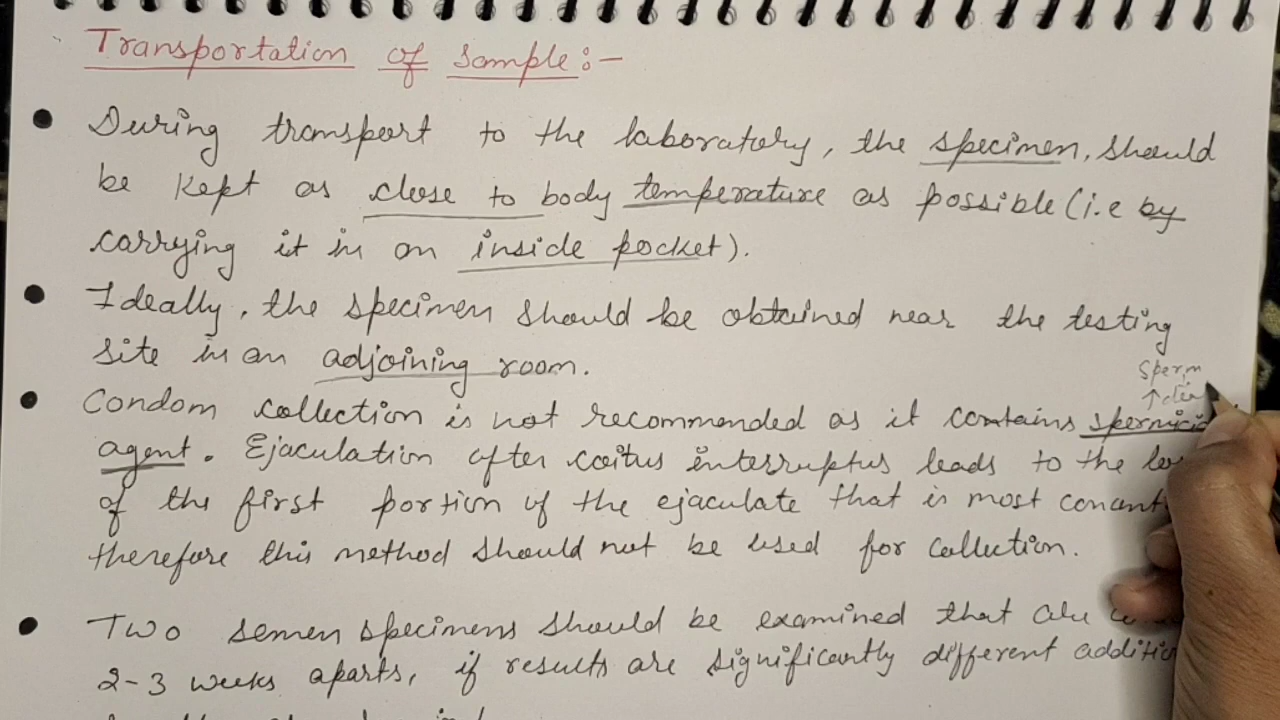 Transportation of Sample:-
• During transport to the laboratory, the specimen, should
be kept as close to body temperature as possible (i.e by
carrying it in an inside pocket).
• Ideally, the specimen should be obtained near the testing
site in an adjoining room.
Sperm
↑
• Condom collection is not recommended as it contains
agent. Ejaculation after coitus interruptus leads to the
of the first portion of the ejaculate that is most
therefore this method should not be used for collection.
• Two semen specimens should be examined that are
2-3 weeks aparts, if results are significantly different